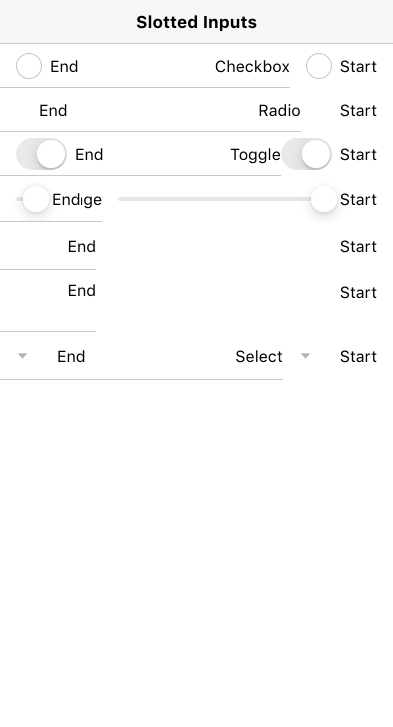 Slotted Inputs
End Checkbox Start
End Radio Start
End Toggle Start
End Start
End Start
End Start
End Select Start